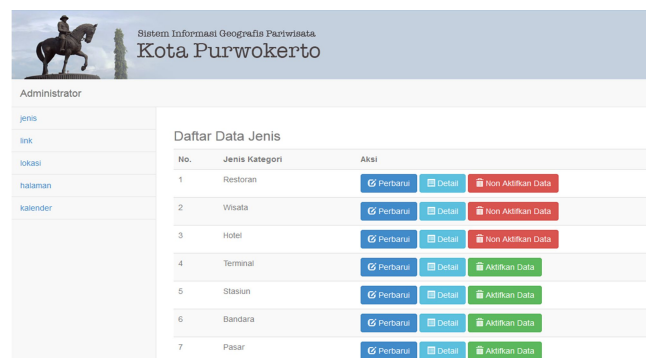 Sistem Informasi Geografis Pariwisata
Kota Purwokerto
Administrator
jenis
link
lokasi
halaman
kalender
Daftar Data Jenis
No. Jenis Kategori Aksi
1 Restoran Perbarui Detail Non Aktifkan Data
2 Wisata Perbarui Detail Non Aktifkan Data
3 Hotel Perbarui Detail Non Aktifkan Data
4 Terminal Perbarui Detail Aktifkan Data
5 Stasiun Perbarui Detail Aktifkan Data
6 Bandara Perbarui Detail Aktifkan Data
7 Pasar Perbarui Detail Aktifkan Data